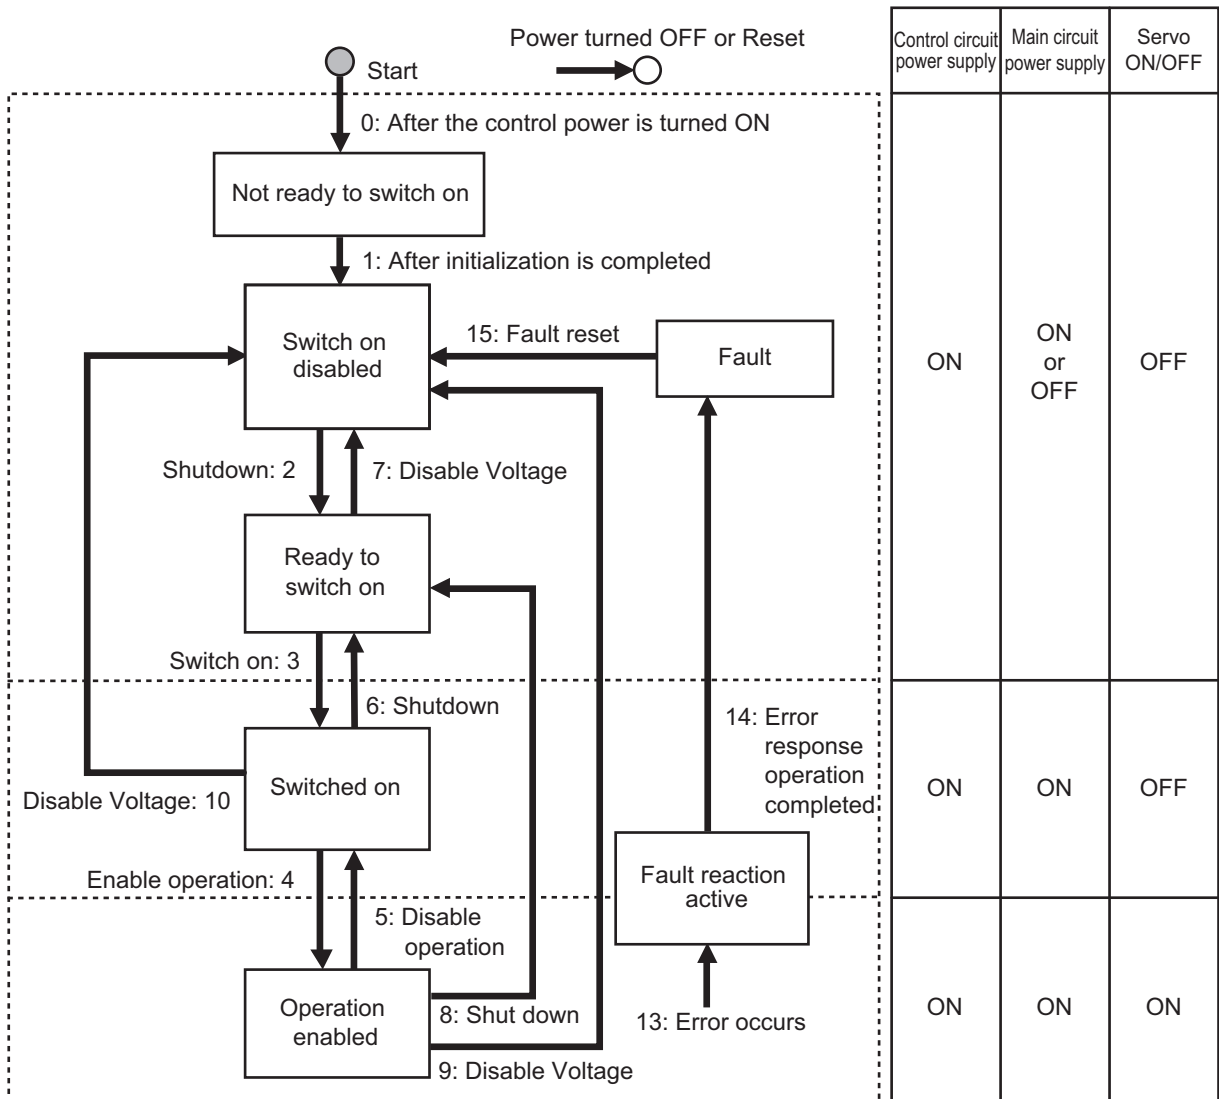 Power turned OFF or Reset
Start
0: After the control power is turned ON
Not ready to switch on
1: After initialization is completed
Switch on
disabled
15: Fault reset
Fault
Shutdown: 2
7: Disable Voltage
Ready to
switch on
Switch on: 3
6: Shutdown
14: Error
response
operation
completed
Switched on
Disable Voltage: 10
Enable operation: 4
Fault reaction
active
5: Disable
operation
Operation
enabled
8: Shut down
13: Error occurs
9: Disable Voltage
Control circuit
power supply
Main circuit
power supply
Servo
ON/OFF
ON
ON
or
OFF
OFF
ON
ON
OFF
ON
ON
ON